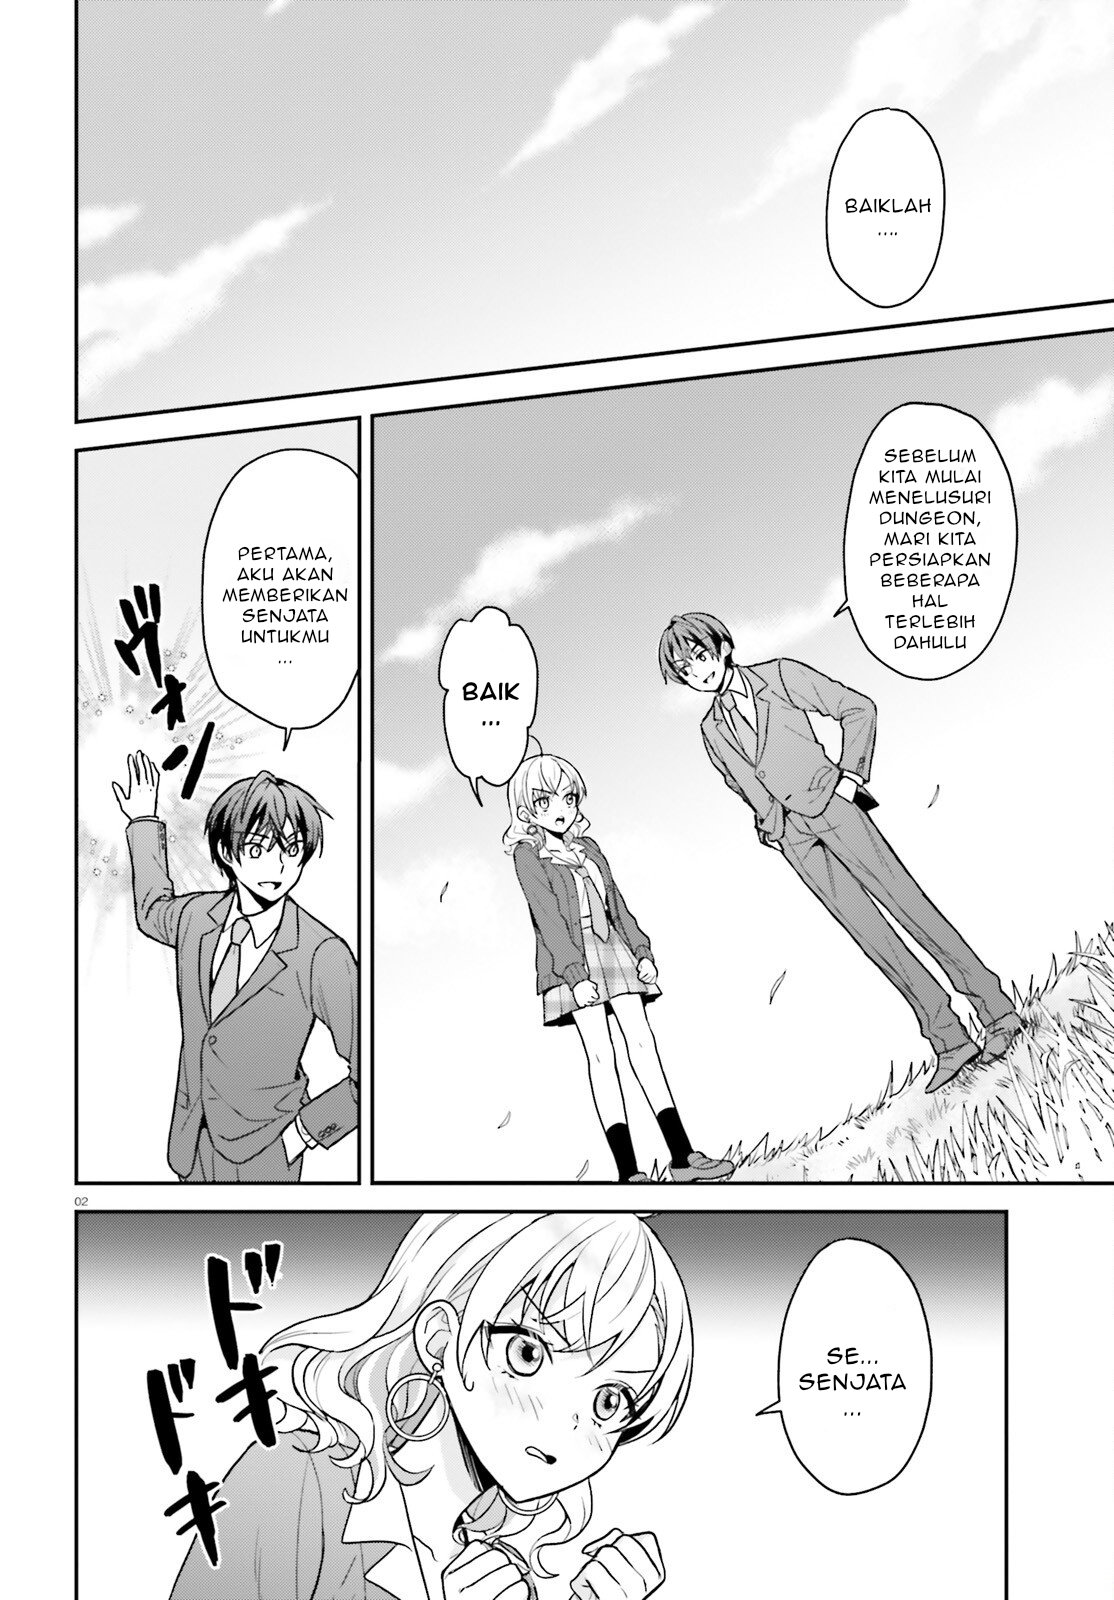 BAIKLAH
....
SEBELUM
KITA MULAI
MENELUSURI
DUNGEON,
MARI KITA
PERSIAPKAN
BEBERAPA
HAL
TERLEBIH
DAHULU
BAIK
...
PERTAMA,
AKU AKAN
MEMBERIKAN
SENJATA
UNTUKMU
...
ヴォン
02
SE...
SENJATA
...
ドキ
ドキ